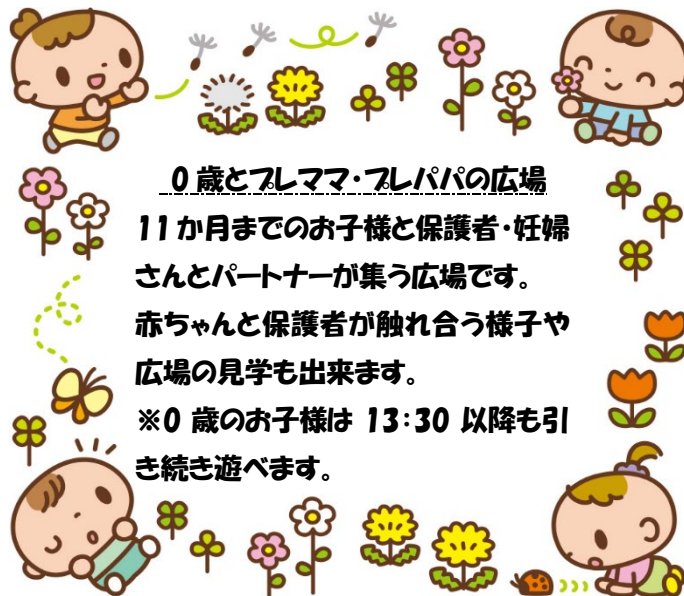 0歳とプレママ・プレパパの広場
11か月までのお子様と保護者・妊婦
さんとパートナーが集う広場です。
赤ちゃんと保護者が触れ合う様子や
広場の見学も出来ます。
※0歳のお子様は 13:30 以降も引
き続き遊べます。